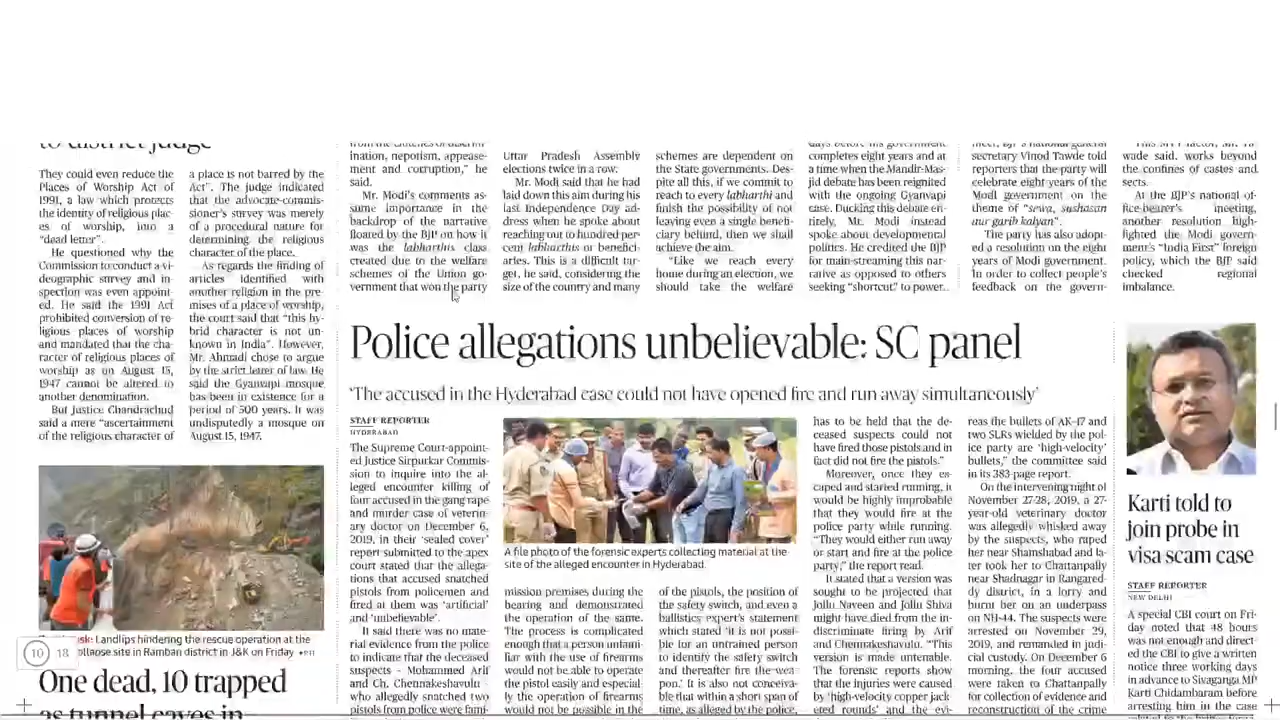 to district judge
They could even reduce the
Places of Worship Act of
1991, a law which protects
the identity of religious plac-
es of worship, into a
"dead letter".
He questioned why the
Commission to conduct a vi-
deographic survey and in-
spection was even appoint-
ed. He said the 1991 Act
prohibited conversion of re-
ligious places of worship
and mandated that the cha-
racter of religious places of
worship as on August 15,
1947 cannot be altered to
another denomination.
But Justice Chandrachud
said a mere "ascertainment
of the religious character of
a place is not barred by the
Act". The judge indicated
that the advocate-commis-
sioner's survey was merely
of a procedural nature for
determining the religious
character of the place.
As regards the finding of
articles identified with
another religion in the pre-
mises of a place of worship,
the court said that "this hy-
brid character is not un-
known in India". However,
Mr. Ahmadi chose to argue
by the strict letter of law. He
said the Gyanvapi mosque
has been in existence for a
period of 500 years. It was
undisputedly a mosque on
August 15, 1947.
from the clutches of discrim-
ination, nepotism, appease-
ment and corruption," he
said.
Mr. Modi's comments as-
sume importance in the
backdrop of the narrative
floated by the BJP on how it
was the labharthis class
created due to the welfare
schemes of the Union go-
vernment that won the party
Uttar Pradesh Assembly
elections twice in a row.
Mr. Modi said that he had
laid down this aim during his
last Independence Day ad-
dress when he spoke about
reaching out to hundred per-
cent labharthis or benefici-
aries. This is a difficult tar-
get, he said, considering the
size of the country and many
schemes are dependent on
the State governments. Des-
pite all this, if we commit to
reach to every labharthi and
finish the possibility of not
leaving even a single benefi-
ciary behind, then we shall
achieve the aim.
"Like we reach every
home during an election, we
should take the welfare
days before his government
completes eight years and at
a time when the Mandir-Mas-
jid debate has been reignited
with the ongoing Gyanvapi
case. Ducking this debate en-
tirely, Mr. Modi instead
spoke about developmental
politics. He credited the BJP
for main-streaming this nar-
rative as opposed to others
seeking "shortcut" to power.
meet, BJP national general
secretary Vinod Tawde told
reporters that the party will
celebrate eight years of the
Modi government on the
theme of "sewa, sushasan
aur garib kalyan".
The party has also adopt-
ed a resolution on the eight
years of Modi government.
In order to collect people's
feedback on the govern-
wade said, works beyond
the confines of castes and
sects.
At the BJP's national of-
fice-bearer's meeting,
another resolution high-
lighted the Modi govern-
ment's "India First" foreign
policy, which the BJP said
checked regional
imbalance.
Police allegations unbelievable: SC panel
'The accused in the Hyderabad case could not have opened fire and run away simultaneously'
STAFF REPORTER
HYDERABAD
The Supreme Court-appoint-
ed Justice Sirpurkar Commis-
sion to inquire into the al-
leged encounter killing of
four accused in the gang rape
and murder case of veterin-
ary doctor on December 6,
2019, in their 'sealed cover'
report submitted to the apex
court stated that the allega-
tions that accused snatched
pistols from policemen and
fired at them was 'artificial'
and 'unbelievable'.
It said there was no mate-
rial evidence from the police
to indicate that the deceased
suspects - Mohammed Arif
and Ch. Chennakeshavulu -
who allegedly snatched two
pistols from police were fami-
A file photo of the forensic experts collecting material at the
site of the alleged encounter in Hyderabad.
mission premises during the
hearing and demonstrated
the operation of the same.
The process is complicated
enough that a person unfami-
liar with the use of firearms
would not be able to operate
the pistol easily and especial-
ly the operation of firearms
would not be possible in the
of the pistols, the position of
the safety switch, and even a
ballistics expert's statement
which stated 'it is not possi-
ble for an untrained person
to identify the safety switch
and thereafter fire the wea-
pon.' It is also not conceiva-
ble that within a short span of
time, as alleged by the police,
has to be held that the de-
ceased suspects could not
have fired those pistols and in
fact did not fire the pistols."
Moreover, once they es-
caped and started running, it
would be highly improbable
that they would fire at the
police party while running.
"They would either run away
or start and fire at the police
party," the report read.
It stated that a version was
sought to be projected that
Jollu Naveen and Jollu Shiva
might have died from the in-
discriminate firing by Arif
and Chennakeshavulu. "This
version is made untenable.
The forensic reports show
that the injuries were caused
by 'high-velocity copper jack-
eted rounds' and the evi-
reas the bullets of AK-47 and
two SLRs wielded by the pol-
ice party are 'high-velocity'
bullets," the committee said
in its 383-page report.
On the intervening night of
November 27-28, 2019, a 27-
year-old veterinary doctor
was allegedly whisked away
by the suspects, who raped
her near Shamshabad and la-
ter took her to Chattanpally
near Shadnagar in Rangared-
dy district, in a lorry and
burnt her on an underpass
on NH-44. The suspects were
arrested on November 29,
2019, and remanded in judi-
cial custody. On December 6
morning, the four accused
were taken to Chattanpally
for collection of evidence and
reconstruction of the crime
Karti told to
join probe in
visa scam case
STAFF REPORTER
NEW DELHI
A special CBI court on Fri-
day noted that 48 hours
was not enough and direct-
ed the CBI to give a written
notice three working days
in advance to Sivaganga MP
Karti Chidambaram before
arresting him in the case
sk: Landlips hindering the rescue operation at the
ollapse site in Ramban district in J&K on Friday •PTI
10 18
One dead, 10 trapped
as tunnel caves in